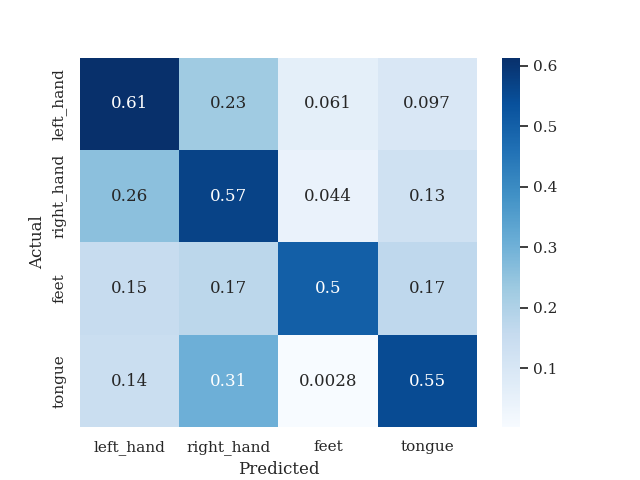 left_hand 0.61 0.23 0.061 0.097
right_hand 0.26 0.57 0.044 0.13
feet 0.15 0.17 0.5 0.17
tongue 0.14 0.31 0.0028 0.55
left_hand right_hand feet tongue
Predicted
Actual
0.6
0.5
0.4
0.3
0.2
0.1